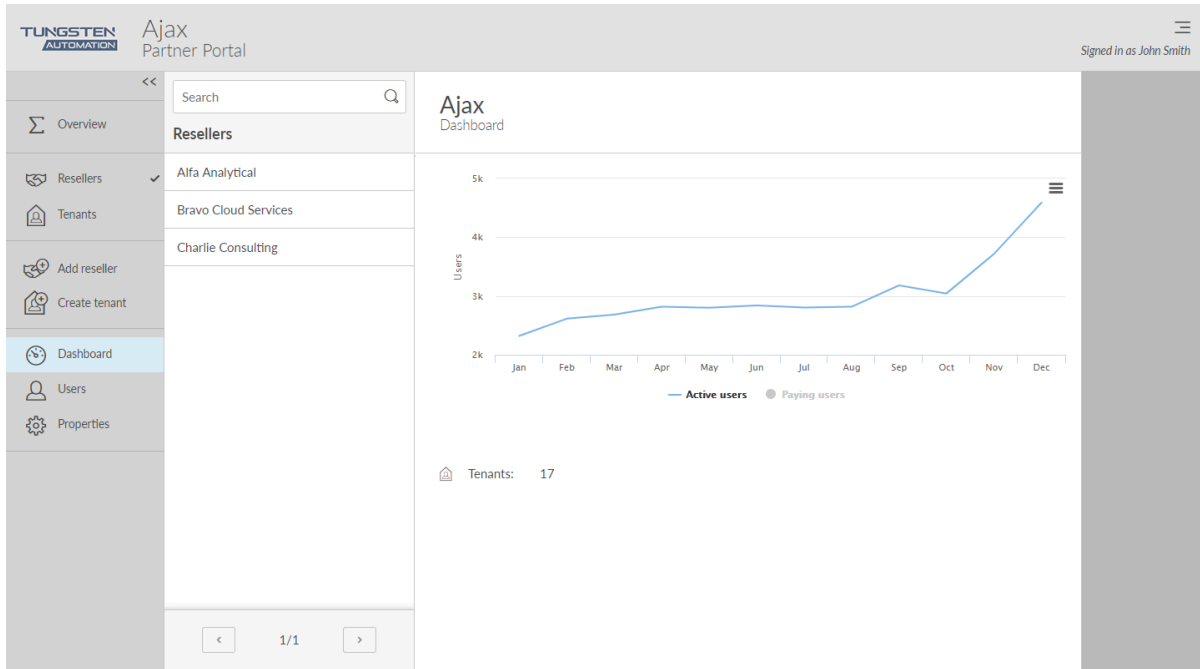 TUNGSTEN
AUTOMATION
Ajax
Partner Portal
Signed in as John Smith
<<
Overview
Resellers
Tenants
Add reseller
Create tenant
Dashboard
Users
Properties
Search
Resellers
Alfa Analytical
Bravo Cloud Services
Charlie Consulting
< 1/1 >
Ajax
Dashboard
5k
4k
3k
2k
Users
Jan Feb Mar Apr May Jun Jul Aug Sep Oct Nov Dec
Active users Paying users
Tenants: 17